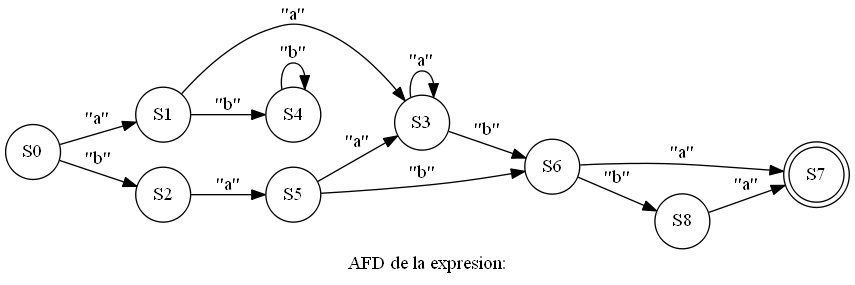 "a"
"b"
"a"
S1
"b"
S4
S3
"a"
"a"
"b"
S0
"a"
"b"
S6
"a"
S7
"b"
S2
"a"
S5
"b"
"a"
S8
AFD de la expresion: